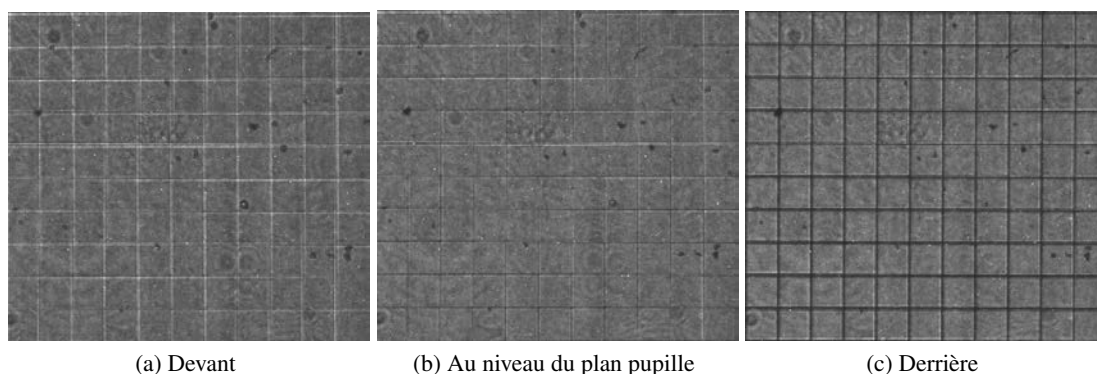 (a) Devant
(b) Au niveau du plan pupille
(c) Derrière